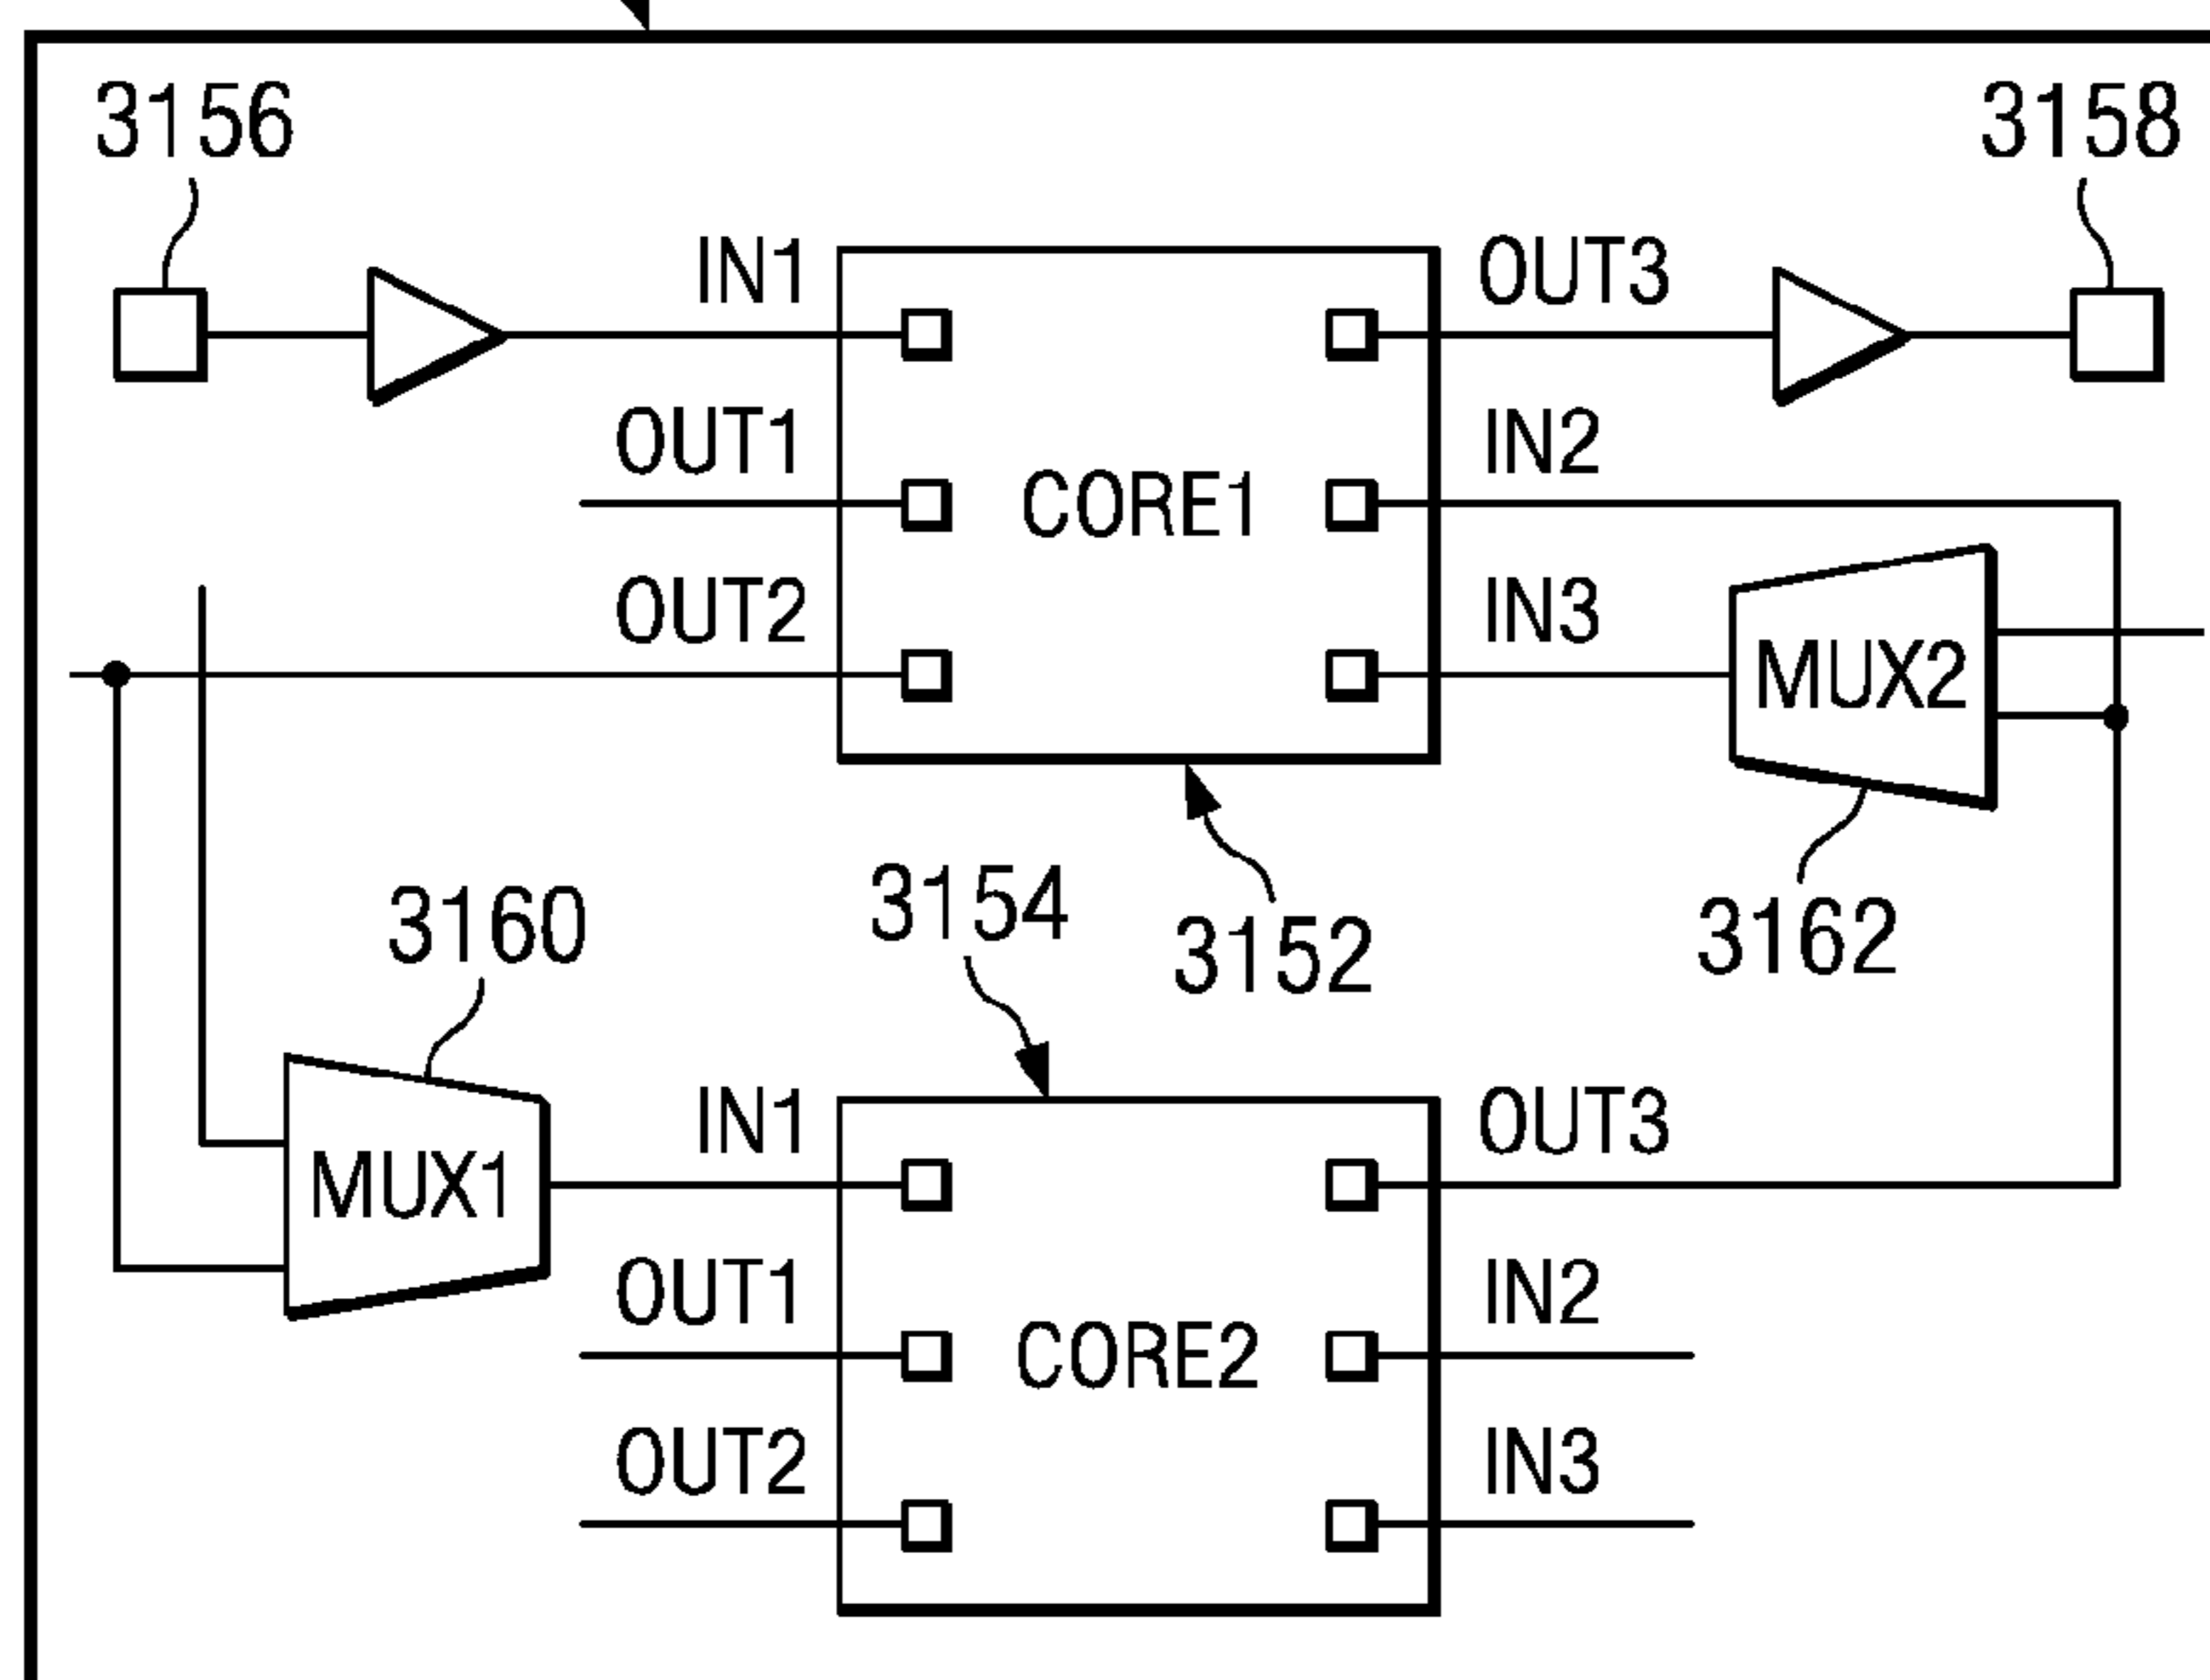 3156 3158
IN1 OUT3
OUT1 IN2
CORE1
OUT2 IN3
MUX2
3160 3154 3152 3162
IN1 OUT3
MUX1
OUT1 IN2
CORE2
OUT2 IN3